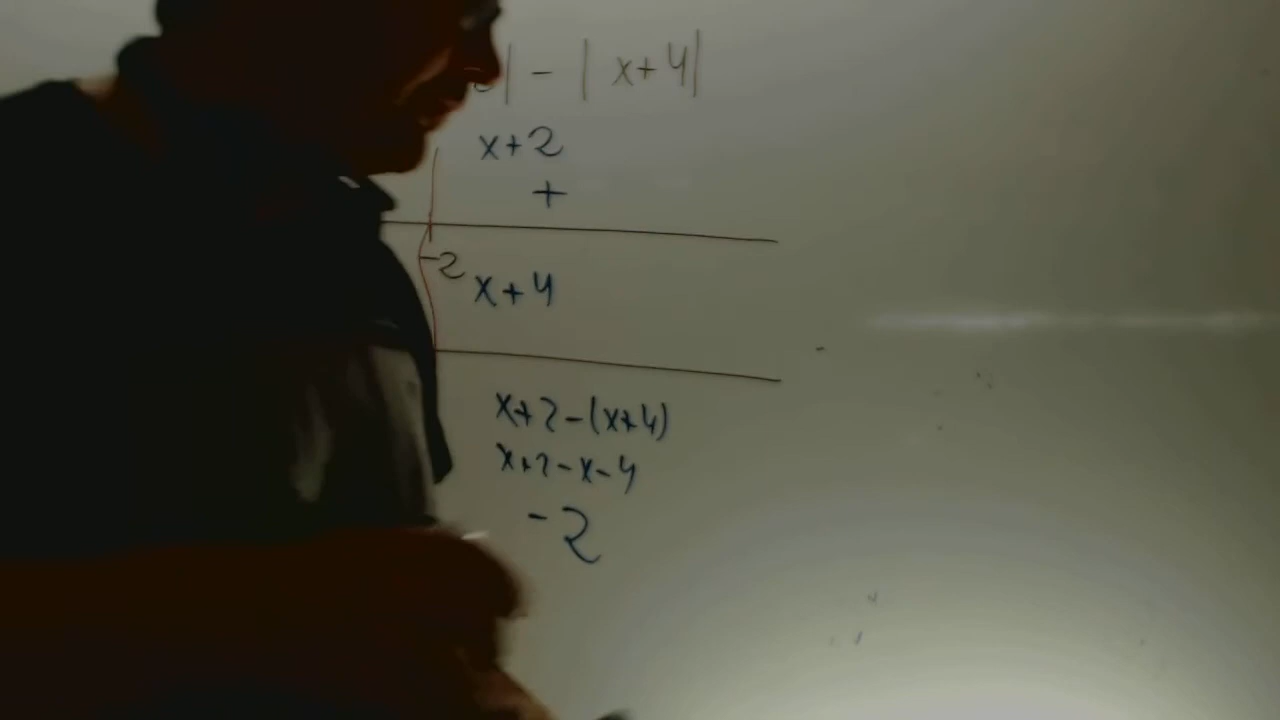 | - | x+4|
x+2
+
-2
x+4
x+2-(x+4)
x+2-x-4
-2